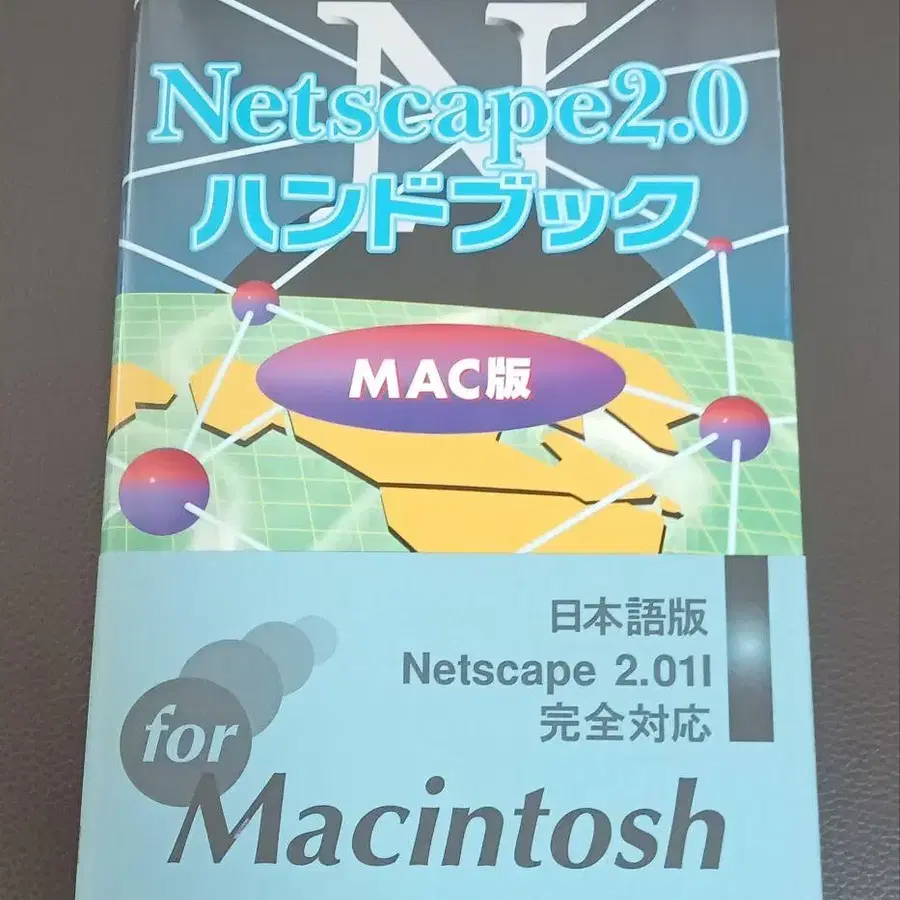 N
Netscape2.0
ハンドブック
MAC版
日本語版
Netscape 2.01I
完全対応
for
Macintosh